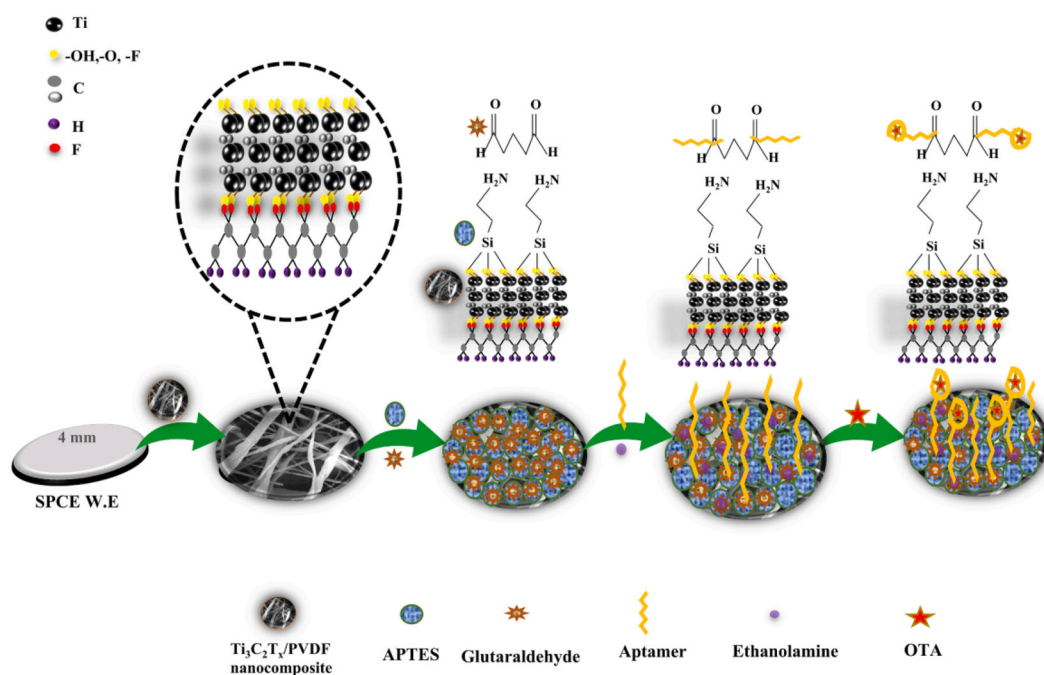 Ti
-OH,-O, -F
C
H
F
O O
H H
H₂N H₂N
Si Si
O O
H H
H₂N H₂N
Si Si
O O
H H
H₂N H₂N
Si Si
4 mm
SPCE W.E
Ti₃C₂Tₓ/PVDF
nanocomposite
APTES
Glutaraldehyde
Aptamer
Ethanolamine
OTA